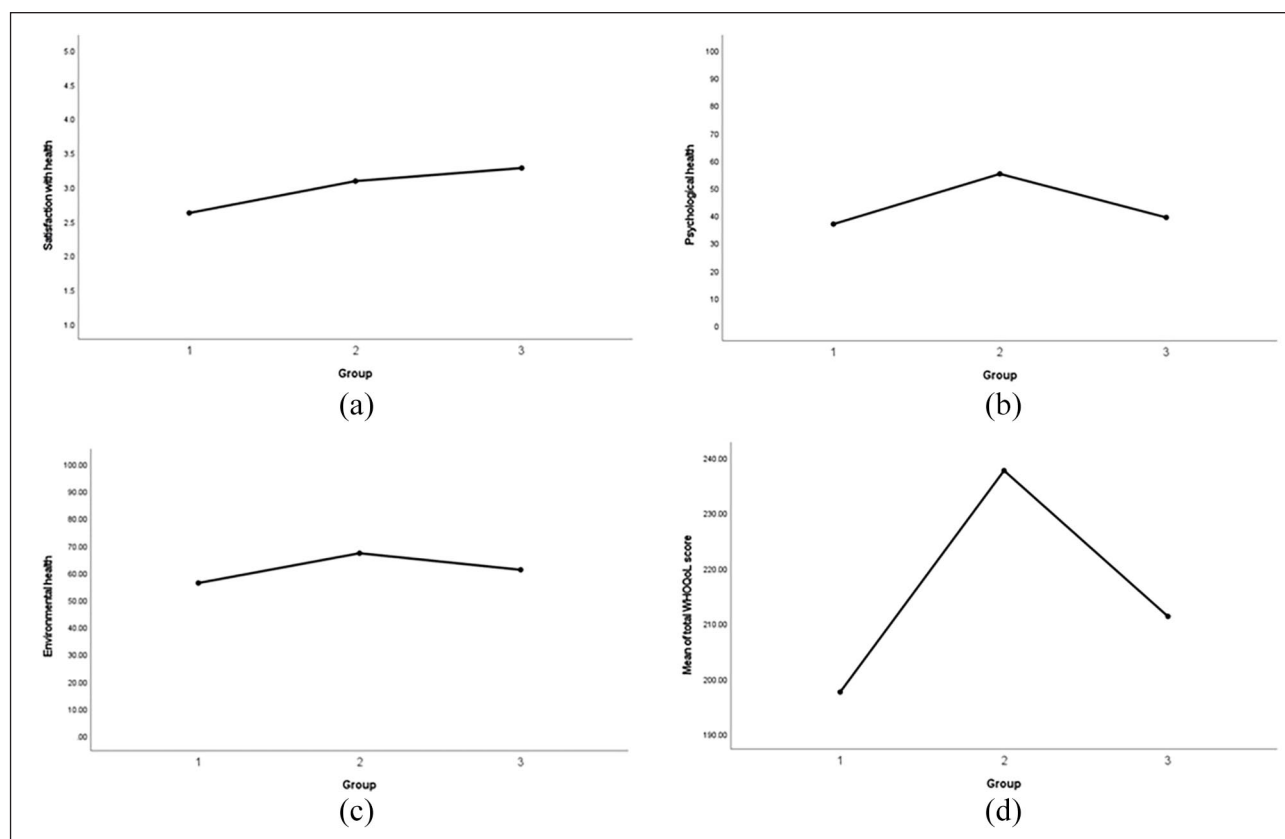 5.0
4.5
4.0
3.5
3.0
2.5
2.0
1.5
1.0
Satisfaction with health
1 2 3
Group
(a)
100
90
80
70
60
50
40
30
20
10
0
Psychological health
1 2 3
Group
(b)
100.00
90.00
80.00
70.00
60.00
50.00
40.00
30.00
20.00
10.00
.00
Environmental health
1 2 3
Group
(c)
240.00
230.00
220.00
210.00
200.00
190.00
Mean of total WHOQoL score
1 2 3
Group
(d)